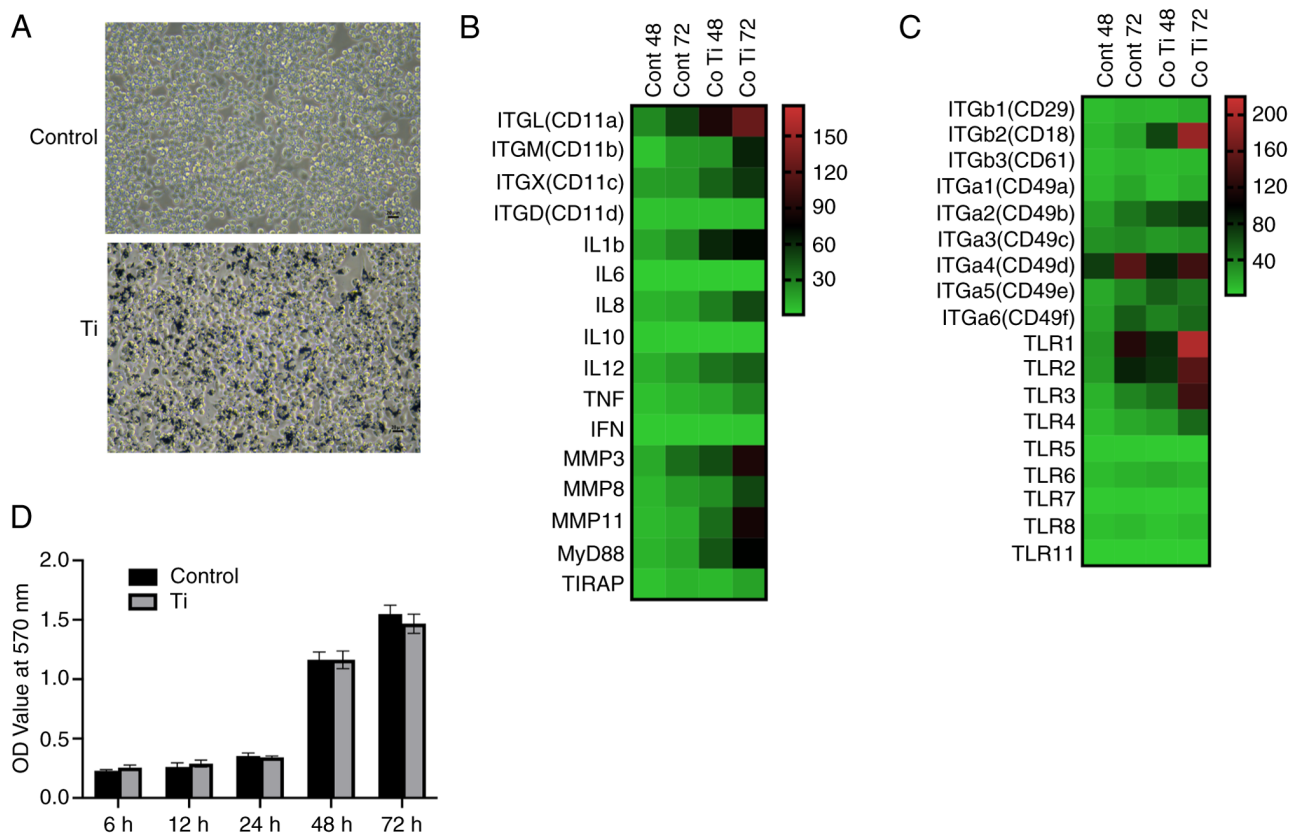 A
Control
Ti
B
Cont 48
Cont 72
Co Ti 48
Co Ti 72
ITGL(CD11a)
ITGM(CD11b)
ITGX(CD11c)
ITGD(CD11d)
IL1b
IL6
IL8
IL10
IL12
TNF
IFN
MMP3
MMP8
MMP11
MyD88
TIRAP
150
120
90
60
30
C
Cont 48
Cont 72
Co Ti 48
Co Ti 72
ITGb1(CD29)
ITGb2(CD18)
ITGb3(CD61)
ITGa1(CD49a)
ITGa2(CD49b)
ITGa3(CD49c)
ITGa4(CD49d)
ITGa5(CD49e)
ITGa6(CD49f)
TLR1
TLR2
TLR3
TLR4
TLR5
TLR6
TLR7
TLR8
TLR11
200
160
120
80
40
D
OD Value at 570 nm
2.0
1.5
1.0
0.5
0.0
Control
Ti
6 h
12 h
24 h
48 h
72 h